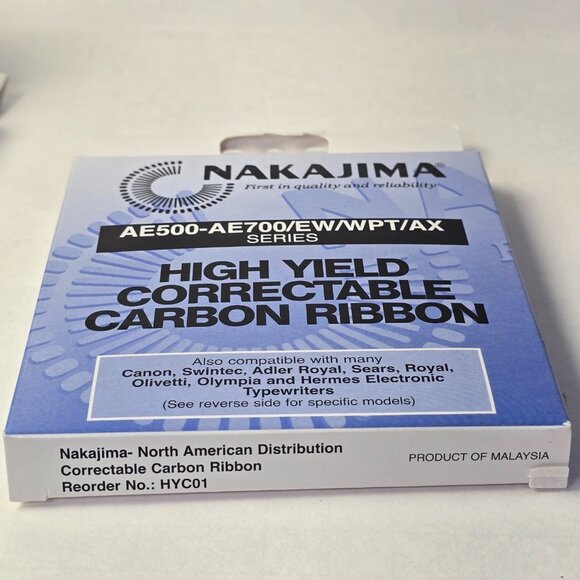 NAKAJIMA®
First in quality and reliability
AE500-AE700/EW/WPT/AX
SERIES
HIGH YIELD
CORRECTABLE
CARBON RIBBON
Also compatible with many
Canon, Swintec, Adler Royal, Sears, Royal,
Olivetti, Olympia and Hermes Electronic
Typewriters
(See reverse side for specific models)
Nakajima- North American Distribution
Correctable Carbon Ribbon
Reorder No.: HYC01
PRODUCT OF MALAYSIA